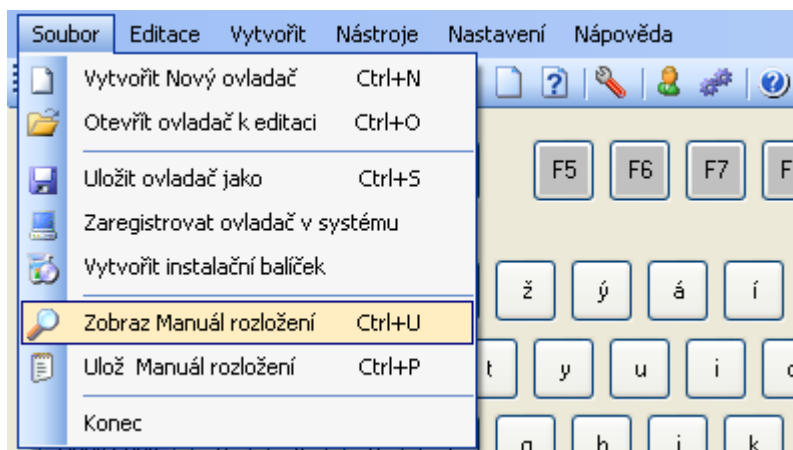 Soubor Editace Vytvořit Nástroje Nastavení Nápověda
Vytvořit Nový ovladač Ctrl+N
Otevřít ovladač k editaci Ctrl+O
Uložit ovladač jako Ctrl+S
Zaregistrovat ovladač v systému
Vytvořit instalační balíček
Zobraz Manuál rozložení Ctrl+U
Ulož Manuál rozložení Ctrl+P
Konec
F5 F6 F7
ž ý á í
t y u i
h j k